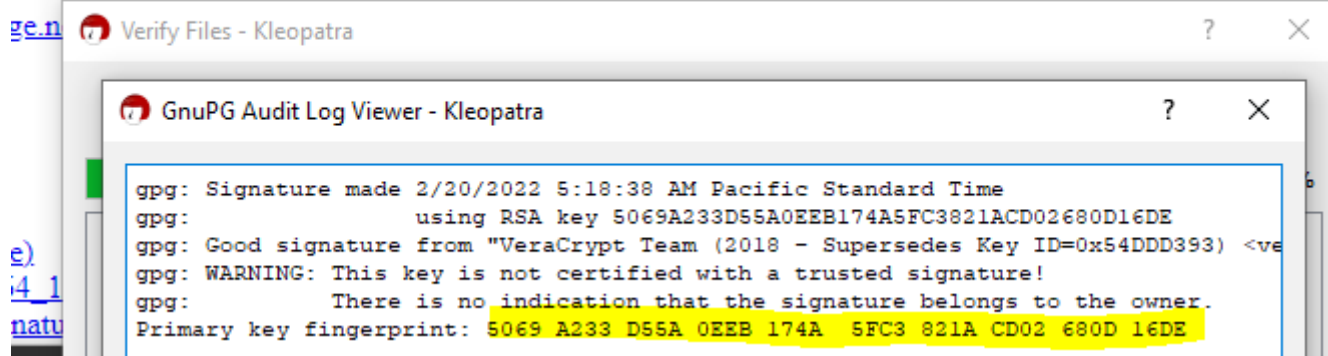 ge.n
Verify Files - Kleopatra ?
GnuPG Audit Log Viewer - Kleopatra ?
gpg: Signature made 2/20/2022 5:18:38 AM Pacific Standard Time
gpg: using RSA key 5069A233D55A0EEB174A5FC3821ACD02680D16DE
gpg: Good signature from "VeraCrypt Team (2018 - Supersedes Key ID=0x54DDD393) <ve
gpg: WARNING: This key is not certified with a trusted signature!
gpg: There is no indication that the signature belongs to the owner.
Primary key fingerprint: 5069 A233 D55A 0EEB 174A 5FC3 821A CD02 680D 16DE
e)
4_1
natu